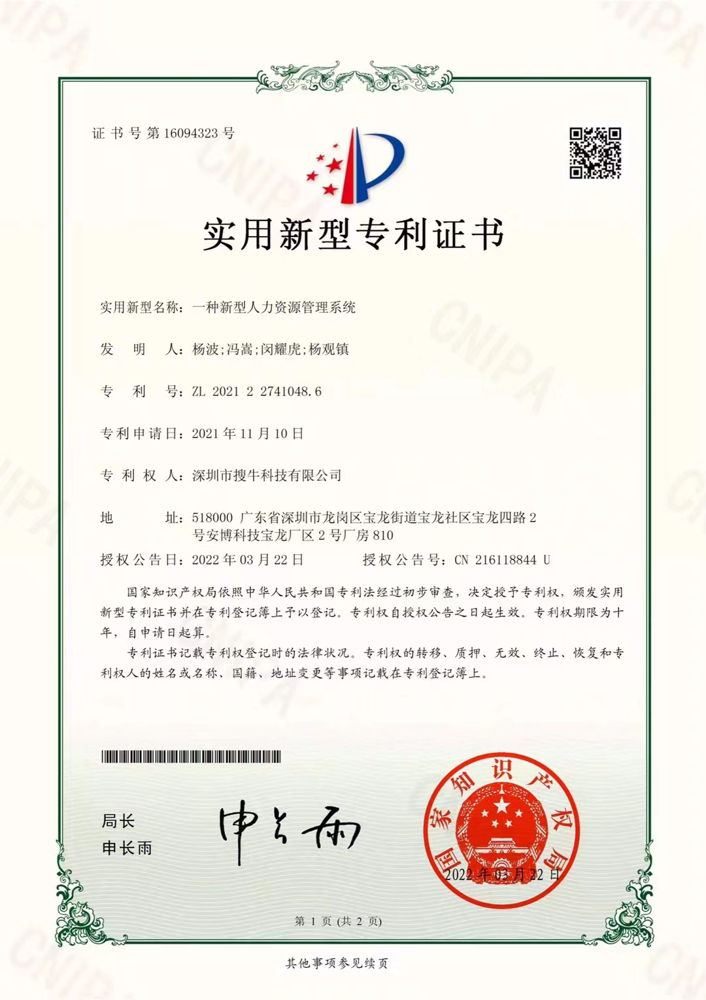 证书号第16094323号
实用新型专利证书
实用新型名称：一种新型人力资源管理系统
发明人：杨波;冯嵩;闵耀虎;杨观镇
专利号：ZL 2021 2 2741048.6
专利申请日：2021年11月10日
专利权人：深圳市搜牛科技有限公司
地址：518000 广东省深圳市龙岗区宝龙街道宝龙社区宝龙四路2
号安博科技宝龙厂区2号厂房810
授权公告日：2022年03月22日 授权公告号：CN 216118844 U
国家知识产权局依照中华人民共和国专利法经过初步审查，决定授予专利权，颁发实用
新型专利证书并在专利登记簿上予以登记。专利权自授权公告之日起生效。专利权期限为十
年，自申请日起算。
专利证书记载专利权登记时的法律状况。专利权的转移、质押、无效、终止、恢复和专
利权人的姓名或名称、国籍、地址变更等事项记载在专利登记簿上。
局长
申长雨
申长雨
国家知识产权局
2022年03月22日
第 1 页 (共 2 页)
其他事项参见续页
CNIPA
CNIPA
CNIPA
CNIPA
CNIPA
CNIPA
CNIPA